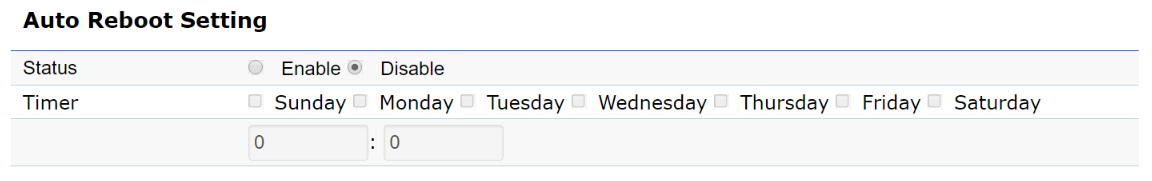 Auto Reboot Setting
Status Enable Disable
Timer Sunday Monday Tuesday Wednesday Thursday Friday Saturday
0 : 0